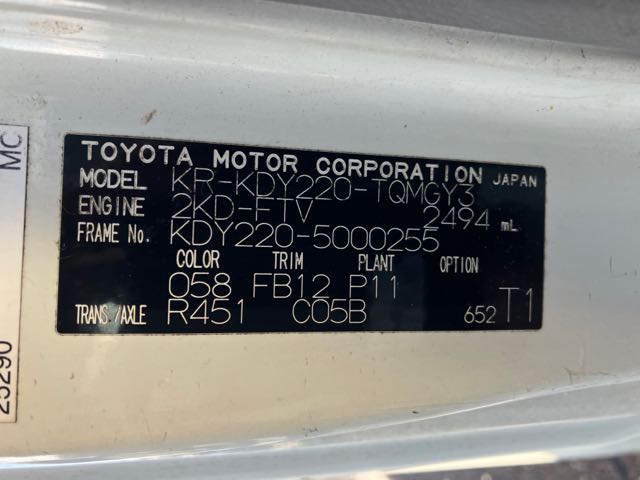 TOYOTA MOTOR CORPORATION JAPAN
MODEL KR-KDY220-TQMGY3
ENGINE 2KD-FTV 2494 mL
FRAME No. KDY220-5000255
COLOR TRIM PLANT OPTION
058 FB12 P11
TRANS./AXLE R451 C05B 652 T1
MC
25290